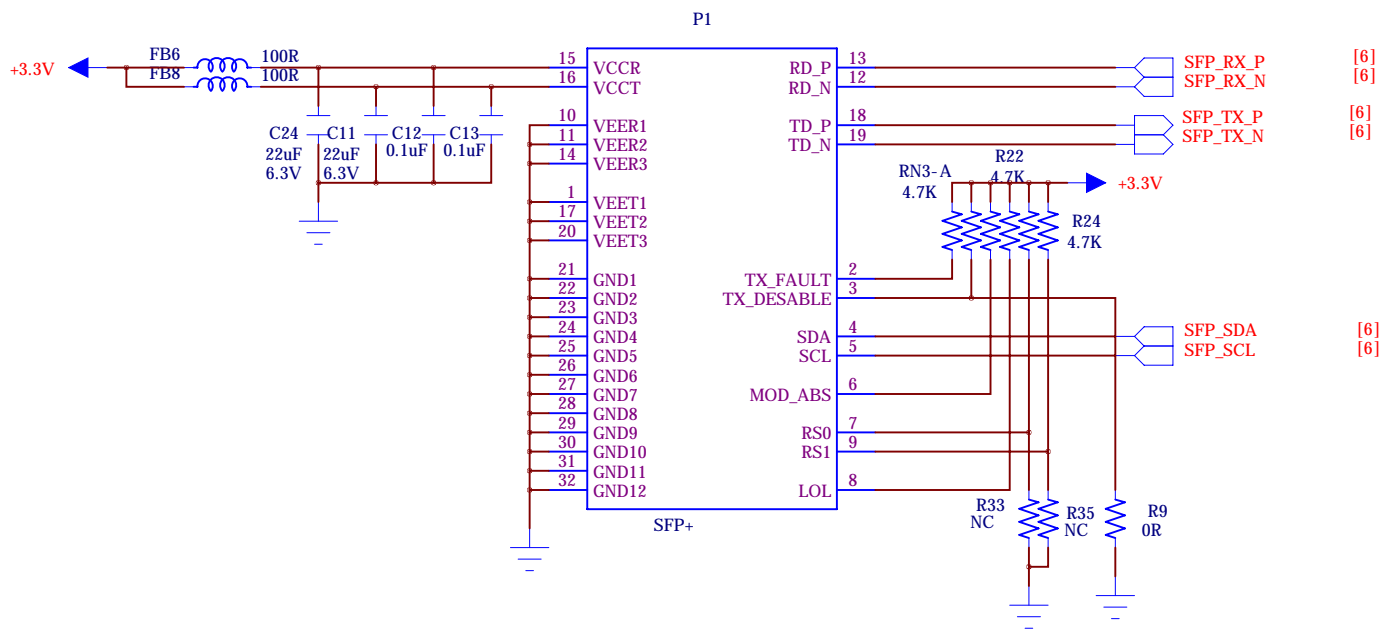 P1
FB6 100R
FB8 100R
+3.3V
C24
22uF
6.3V
C11
22uF
6.3V
C12
0.1uF
C13
0.1uF
15 VCCR
16 VCCT
10 VEER1
11 VEER2
14 VEER3
1 VEET1
17 VEET2
20 VEET3
21 GND1
22 GND2
23 GND3
24 GND4
25 GND5
26 GND6
27 GND7
28 GND8
29 GND9
30 GND10
31 GND11
32 GND12
RD_P 13
RD_N 12
TD_P 18
TD_N 19
TX_FAULT 2
TX_DESABLE 3
SDA 4
SCL 5
MOD_ABS 6
RS0 7
RS1 9
LOL 8
SFP+
SFP_RX_P [6]
SFP_RX_N [6]
SFP_TX_P [6]
SFP_TX_N [6]
RN3-A
4.7K
R22
4.7K
+3.3V
R24
4.7K
SFP_SDA [6]
SFP_SCL [6]
R33
NC
R35
NC
R9
0R